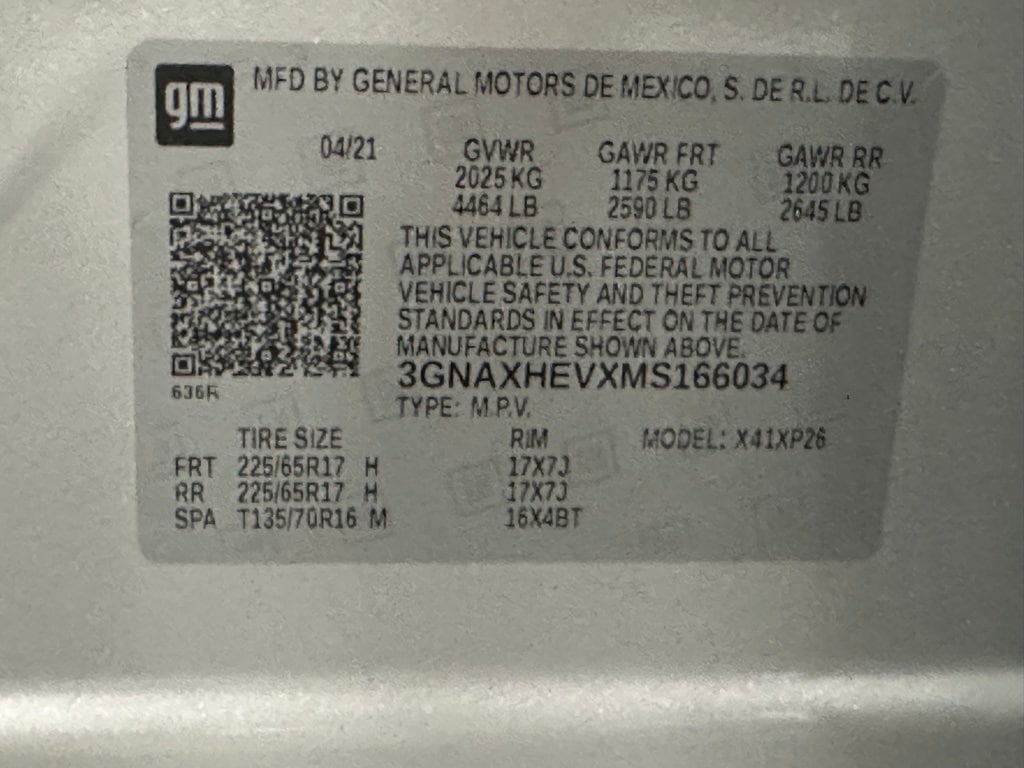 gm
MFD BY GENERAL MOTORS DE MEXICO, S. DE R.L. DE C.V.
04/21 GVWR GAWR FRT GAWR RR
2025 KG 1175 KG 1200 KG
4464 LB 2590 LB 2645 LB
THIS VEHICLE CONFORMS TO ALL
APPLICABLE U.S. FEDERAL MOTOR
VEHICLE SAFETY AND THEFT PREVENTION
STANDARDS IN EFFECT ON THE DATE OF
MANUFACTURE SHOWN ABOVE.
3GNAXHEVXMS166034
636R
TYPE: M.P.V.
TIRE SIZE RIM MODEL: X41XP26
FRT 225/65R17 H 17X7J
RR 225/65R17 H 17X7J
SPA T135/70R16 M 16X4BT